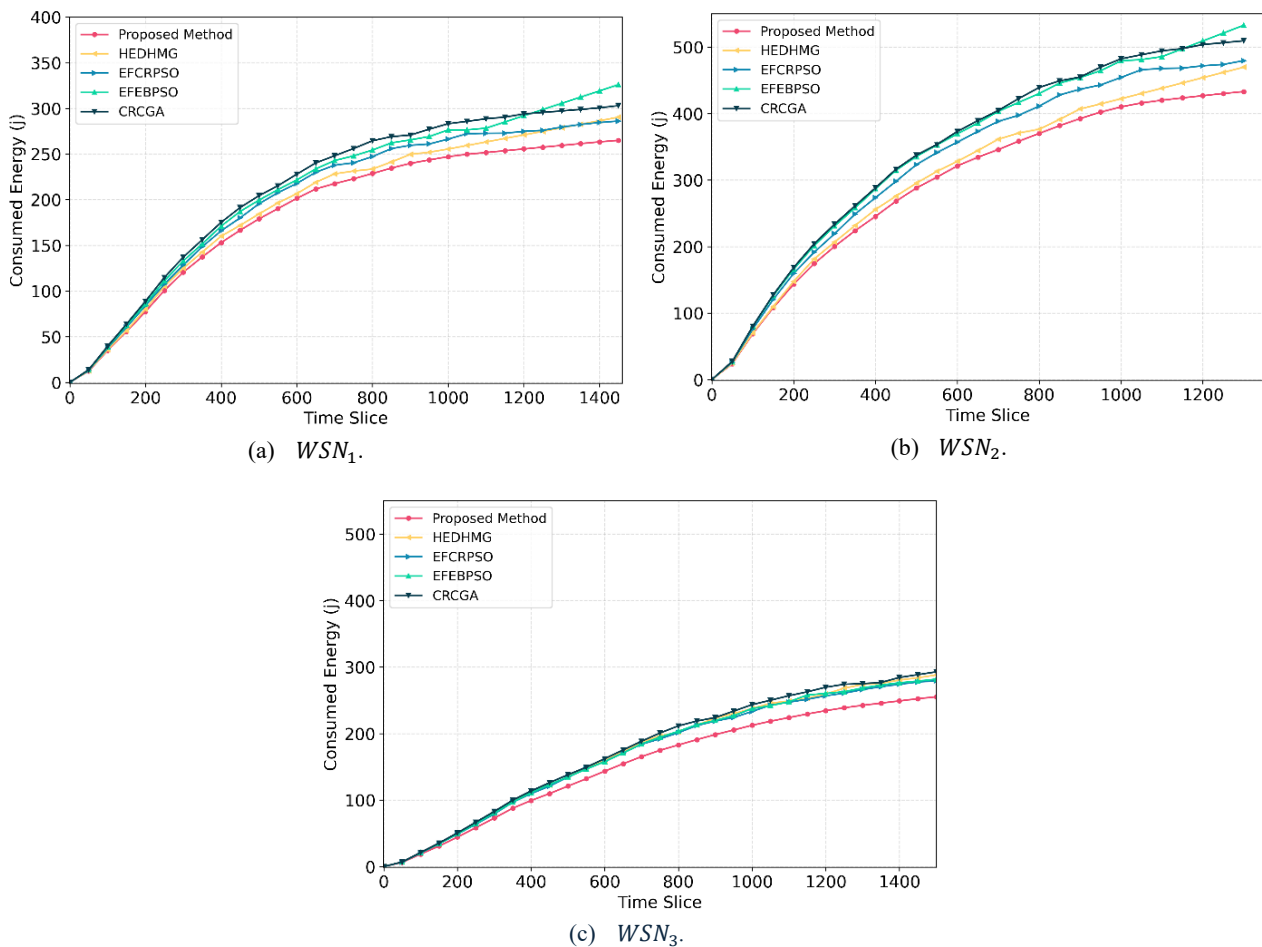 400
350
300
250
200
150
100
50
0
Consumed Energy (j)
Proposed Method
HEDHMG
EFCRPSO
EFEBPSO
CRCGA
0 200 400 600 800 1000 1200 1400
Time Slice
(a) WSN₁.
500
400
300
200
100
0
Consumed Energy (j)
Proposed Method
HEDHMG
EFCRPSO
EFEBPSO
CRCGA
0 200 400 600 800 1000 1200
Time Slice
(b) WSN₂.
500
400
300
200
100
0
Consumed Energy (j)
Proposed Method
HEDHMG
EFCRPSO
EFEBPSO
CRCGA
0 200 400 600 800 1000 1200 1400
Time Slice
(c) WSN₃.